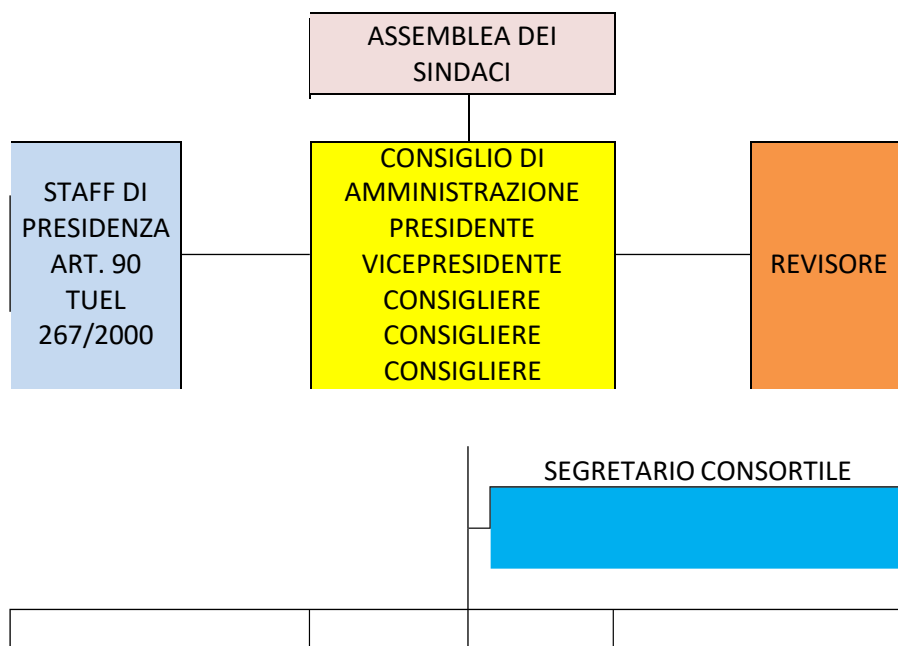 ASSEMBLEA DEI
SINDACI
STAFF DI
PRESIDENZA
ART. 90
TUEL
267/2000
CONSIGLIO DI
AMMINISTRAZIONE
PRESIDENTE
VICEPRESIDENTE
CONSIGLIERE
CONSIGLIERE
CONSIGLIERE
REVISORE
SEGRETARIO CONSORTILE